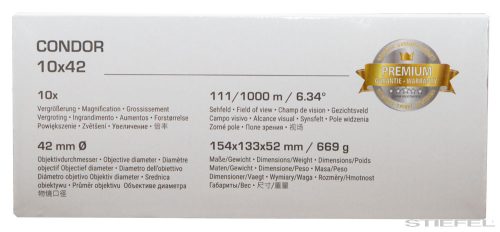 CONDOR
10x42
PREMIUM
GARANTIE • WARRANTY
10x
Vergrößerung • Magnification • Grossissement
Vergroting • Ingrandimento • Aumentos • Forstørrelse
Powiększenie • Zvětšení • Увеличение • 倍率
111/1000 m / 6.34°
Sehfeld • Field of view • Champ de vision • Gezichtsveld
Campo visivo • Alcance visual • Synsfelt • Pole widzenia
Zorné pole • Поле зрения • 视场
42 mm Ø
Objektivdurchmesser • Objective diameter • Diamètre
objectif Objectief diameter • Diametro obiettivo
Diámetro objetivo Objektiv diameter • Średnica
obiektywu • Průměr objektivu Объективе диаметра
物镜口径
154x133x52 mm / 669 g
Maße/Gewicht • Dimensions/Weight • Dimensions/Poids
Maten/Gewicht • Dimensioni/Peso • Masa/Peso
Dimensioner/Vaegt • Wymiary/Waga • Rozměry/Hmotnost
Габариты/Вес • 尺寸/重量
STIEFEL